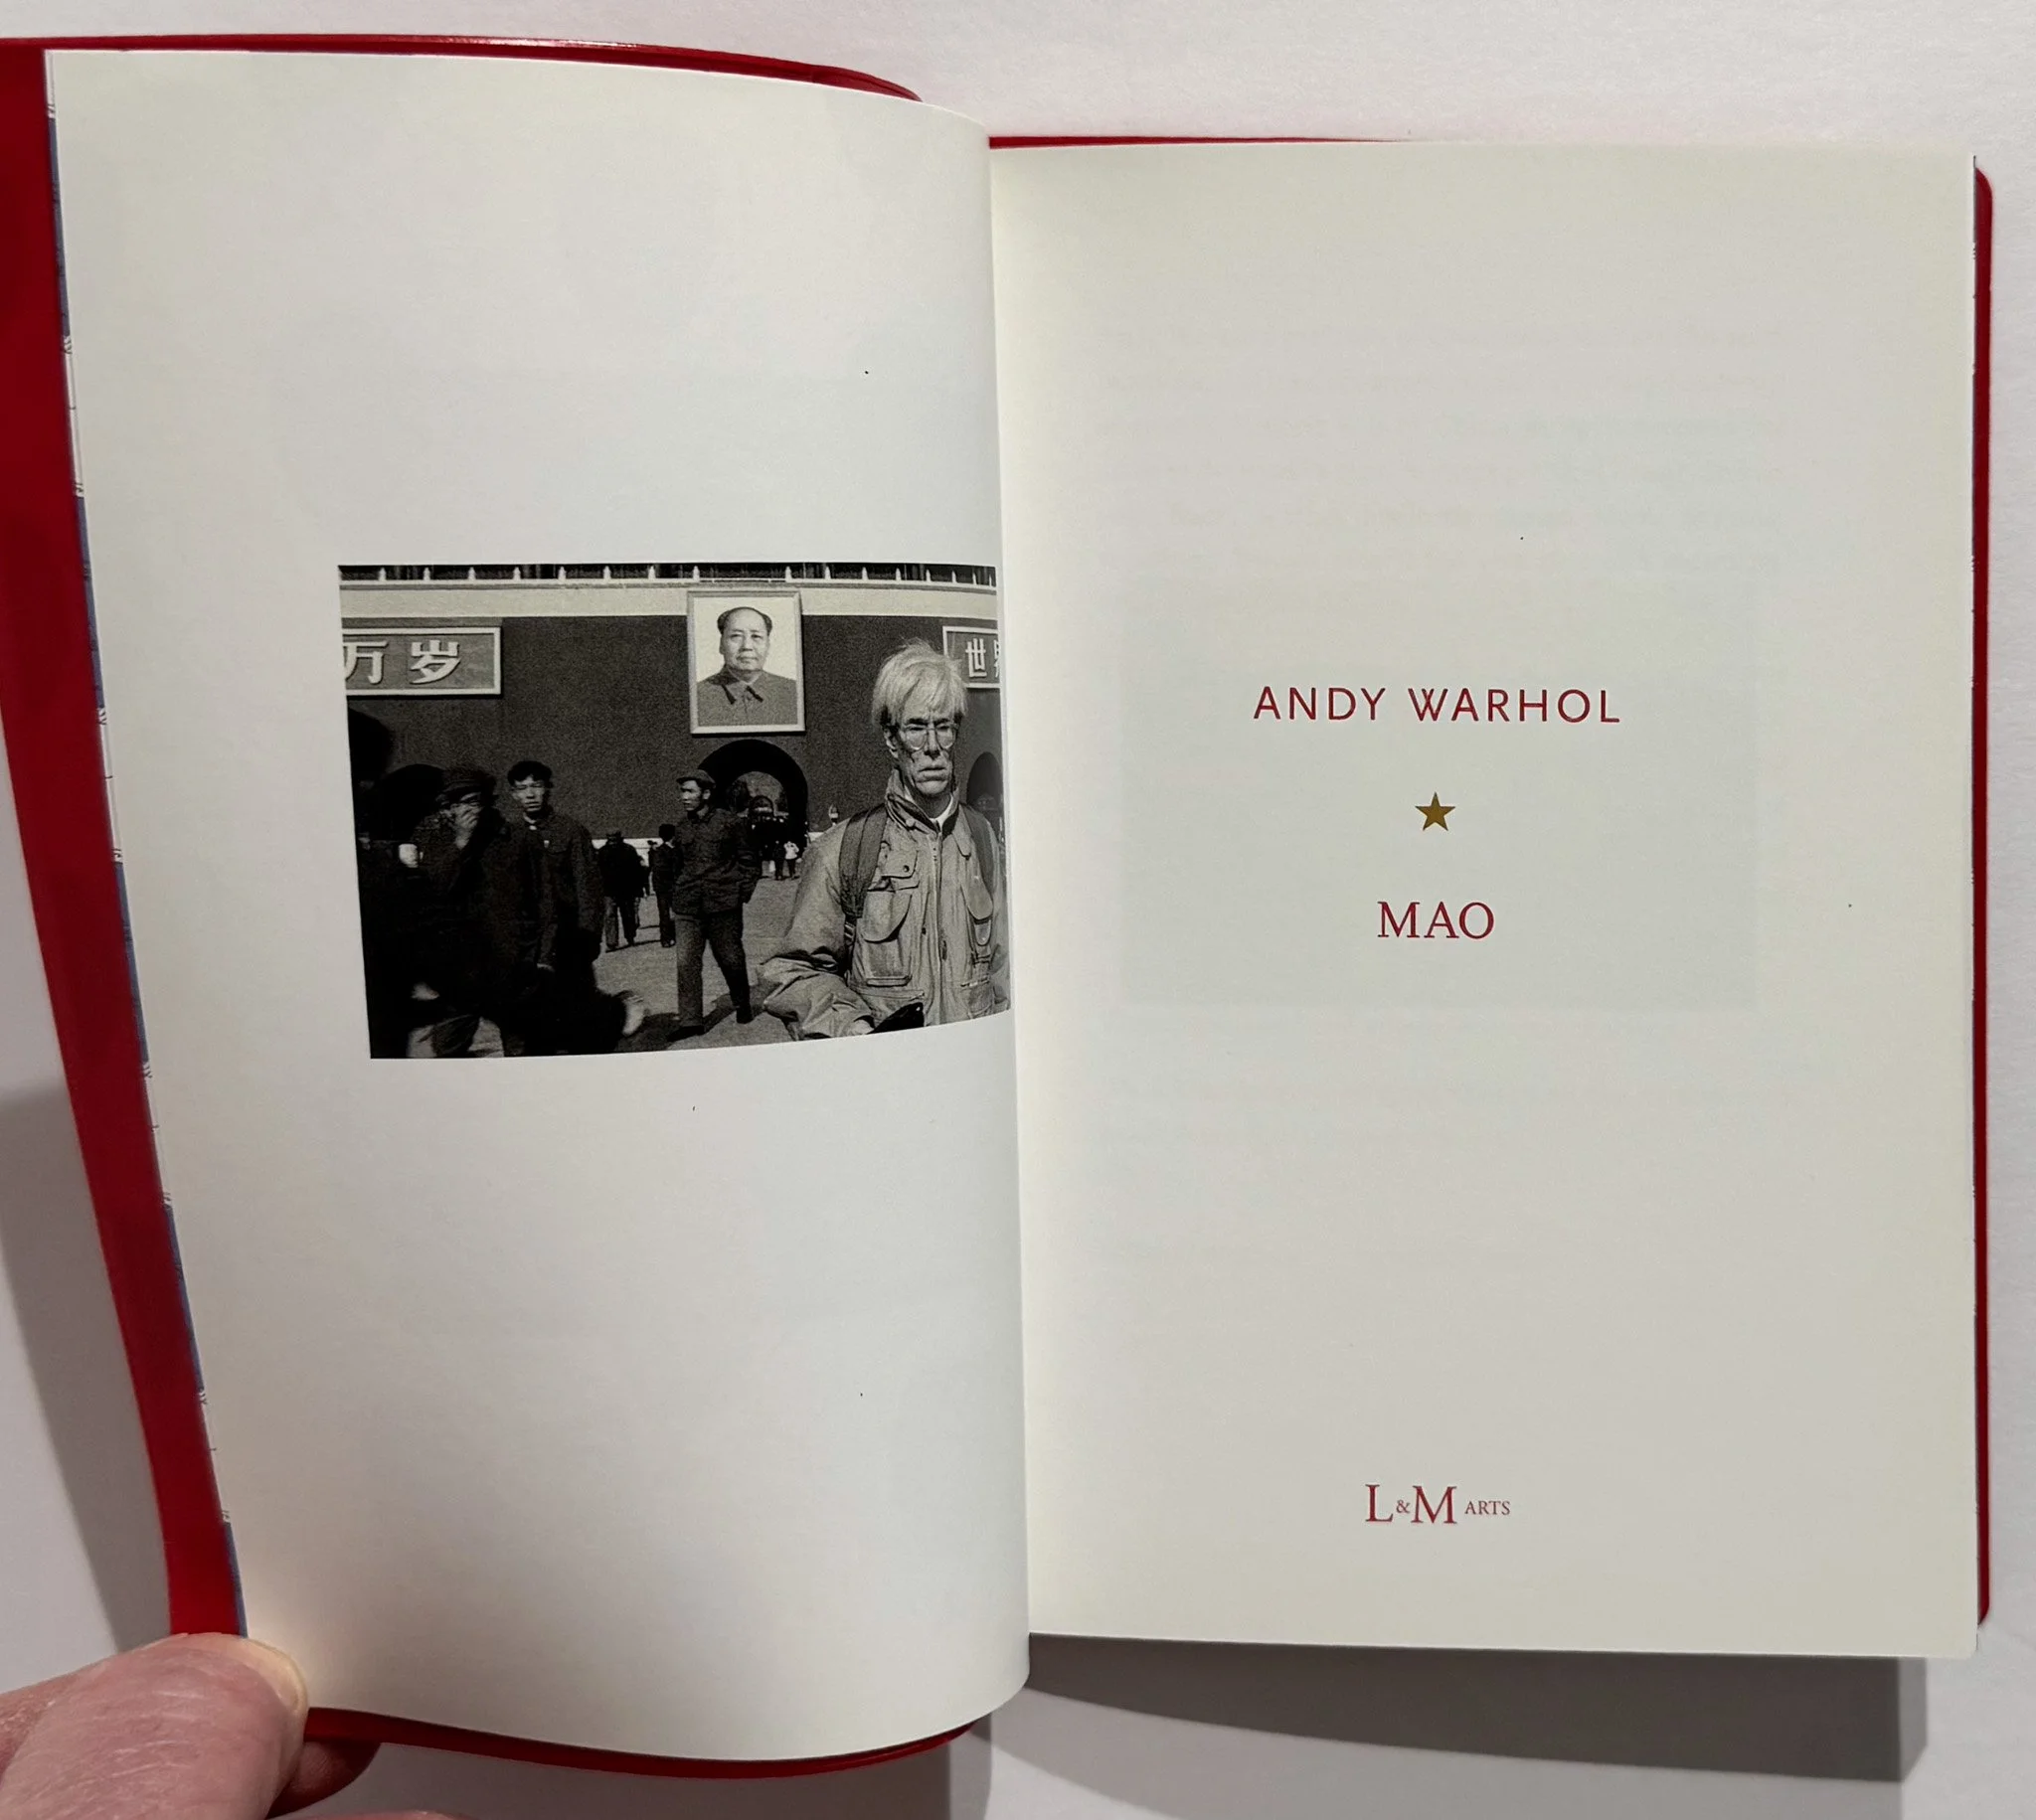 万岁
世
ANDY WARHOL
MAO
L&M ARTS